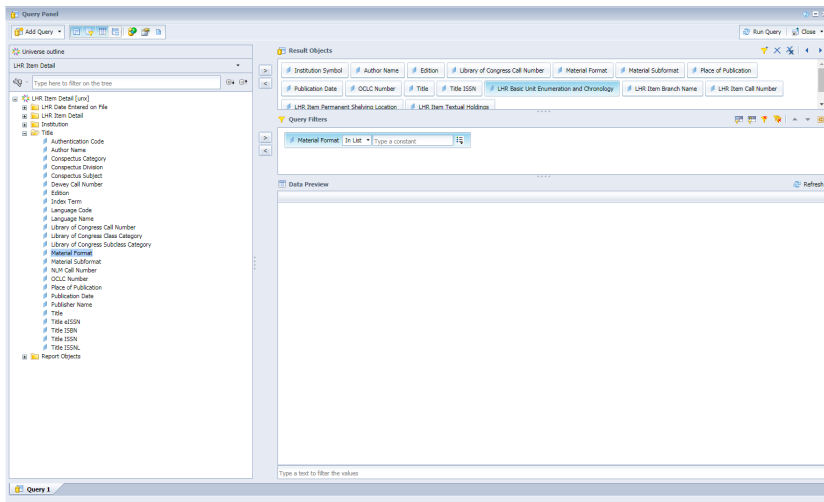 Query Panel
Add Query
Run Query
Close
Universe outline
Result Objects
LHR Item Detail
Type here to filter on the tree
Institution Symbol
Author Name
Edition
Library of Congress Call Number
Material Format
Material Subformat
Place of Publication
Publication Date
OCLC Number
Title
Title ISSN
LHR Basic Unit Enumeration and Chronology
LHR Item Branch Name
LHR Item Call Number
LHR Item Permanent Shelving Location
LHR Item Textual Holdings
LHR Item Detail [unx]
LHR Date Entered on File
LHR Item Detail
Institution
Title
Authentication Code
Author Name
Conspectus Category
Conspectus Division
Conspectus Subject
Dewey Call Number
Edition
Index Term
Language Code
Language Name
Library of Congress Call Number
Library of Congress Class Category
Library of Congress Subclass Category
Material Format
Material Subformat
NLM Call Number
OCLC Number
Place of Publication
Publication Date
Publisher Name
Title
Title eISSN
Title ISBN
Title ISSN
Title ISSNL
Report Objects
Query Filters
Material Format In List Type a constant
Data Preview
Refresh
Type a text to filter the values
Query 1